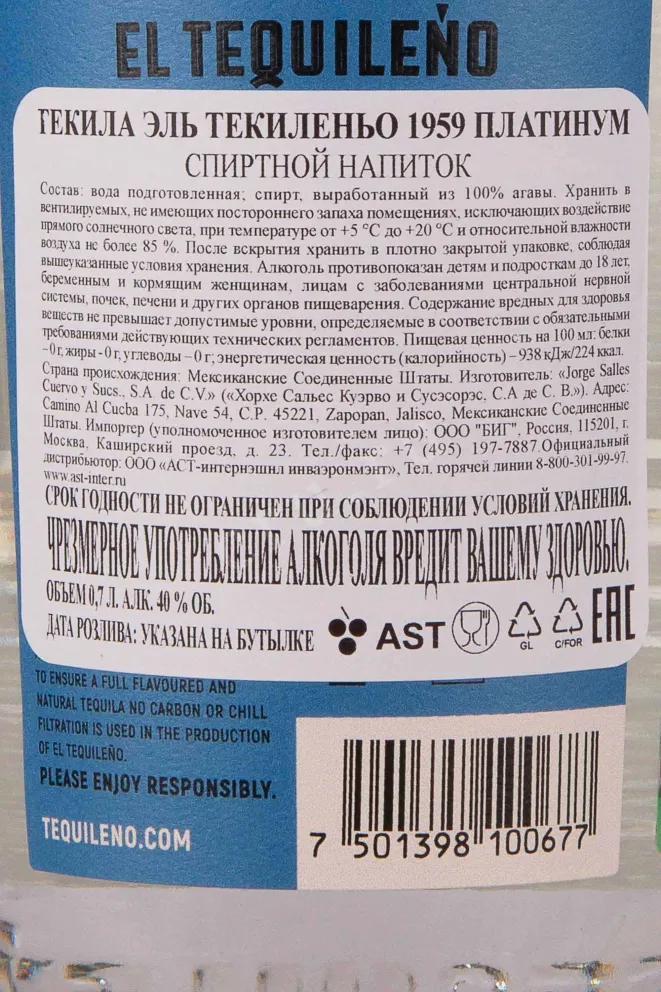 EL TEQUILEÑO
ТЕКИЛА ЭЛЬ ТЕКИЛЕНЬО 1959 ПЛАТИНУМ
СПИРТНОЙ НАПИТОК
Состав: вода подготовленная; спирт, выработанный из 100% агавы. Хранить в
вентилируемых, не имеющих постороннего запаха помещениях, исключающих воздействие
прямого солнечного света, при температуре от +5 °С до +20 °С и относительной влажности
воздуха не более 85 %. После вскрытия хранить в плотно закрытой упаковке, соблюдая
вышеуказанные условия хранения. Алкоголь противопоказан детям и подросткам до 18 лет,
беременным и кормящим женщинам, лицам с заболеваниями центральной нервной
системы, почек, печени и других органов пищеварения. Содержание вредных для здоровья
веществ не превышает допустимые уровни, определяемые в соответствии с обязательными
требованиями действующих технических регламентов. Пищевая ценность на 100 мл: белки
– 0 г, жиры - 0 г, углеводы – 0 г; энергетическая ценность (калорийность) – 938 кДж/224 ккал.
Страна происхождения: Мексиканские Соединенные Штаты. Изготовитель: «Jorge Salles
Cuervo y Sucs., S.A. de C.V.» («Хорхе Сальес Куэрво и Сусэсорэс, С.А де С. В.»). Адрес:
Camino Al Cucba 175, Nave 54, C.P. 45221, Zapopan, Jalisco, Мексиканские Соединенные
Штаты. Импортер (уполномоченное изготовителем лицо): ООО "БИГ", Россия, 115201, г.
Москва, Каширский проезд, д. 23. Тел./факс: +7 (495) 197-7887.Официальный
дистрибьютор: ООО «АСТ-интернэшнл инваэронмэнт», Тел. горячей линии 8-800-301-99-97.
www.ast-inter.ru
СРОК ГОДНОСТИ НЕ ОГРАНИЧЕН ПРИ СОБЛЮДЕНИИ УСЛОВИЙ ХРАНЕНИЯ.
ЧРЕЗМЕРНОЕ УПОТРЕБЛЕНИЕ АЛКОГОЛЯ ВРЕДИТ ВАШЕМУ ЗДОРОВЬЮ.
ОБЪЕМ 0,7 Л. АЛК. 40 % ОБ.
ДАТА РОЗЛИВА: УКАЗАНА НА БУТЫЛКЕ
AST
GL
C/FOR
EAC
TO ENSURE A FULL FLAVOURED AND
NATURAL TEQUILA NO CARBON OR CHILL
FILTRATION IS USED IN THE PRODUCTION
OF EL TEQUILEÑO.
PLEASE ENJOY RESPONSIBLY.
TEQUILENO.COM
7 501398 100677